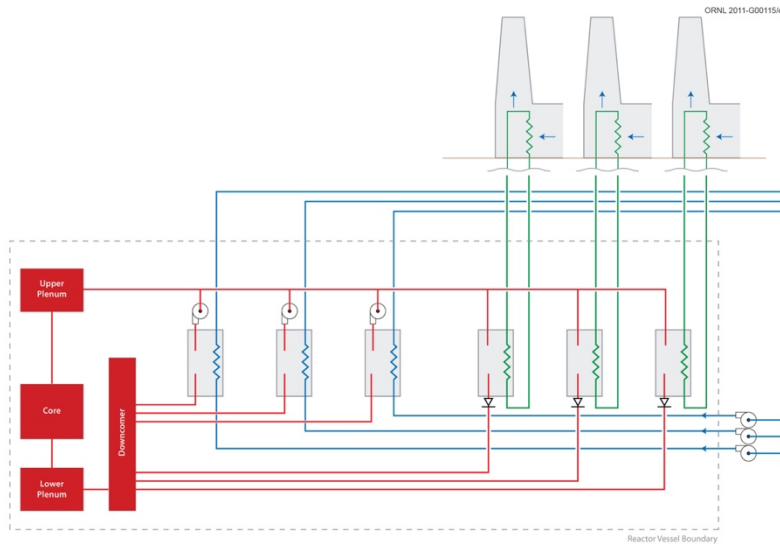 ORNL 2011-G00115/
Upper
Plenum
Core
Downcomer
Lower
Plenum
Reactor Vessel Boundary